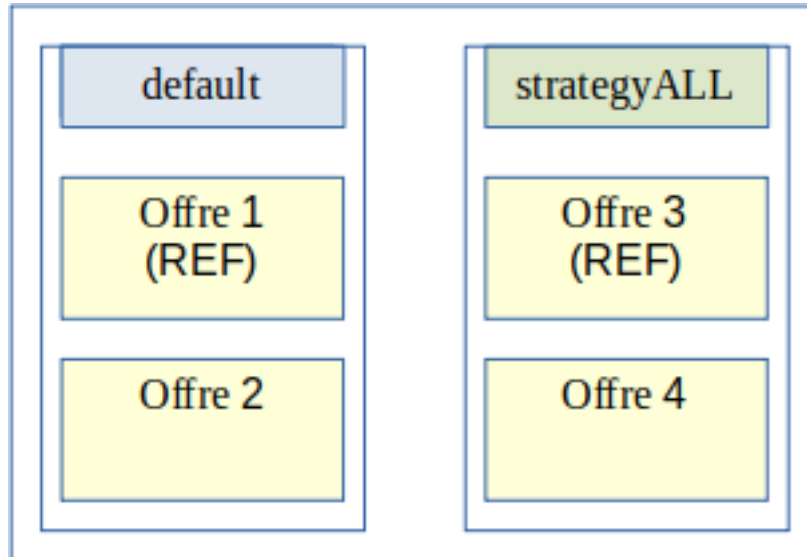 default
Offre 1
(REF)
Offre 2
strategyALL
Offre 3
(REF)
Offre 4